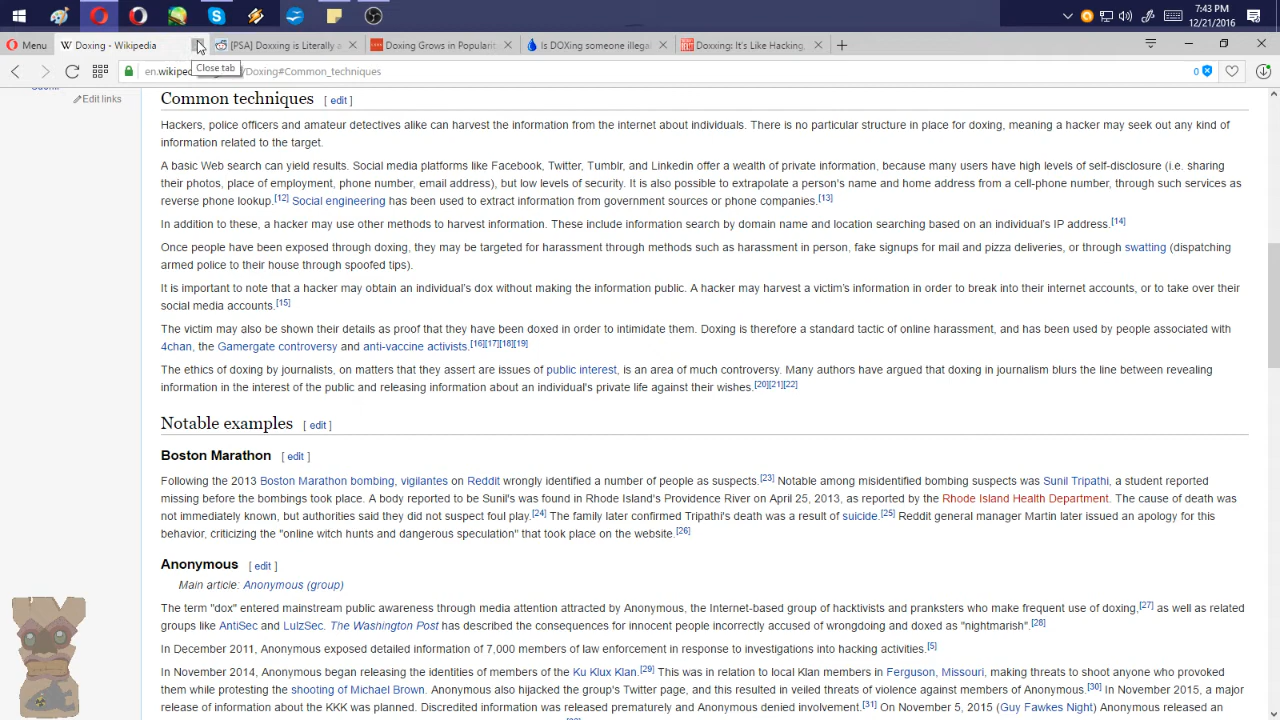 7:43 PM
12/21/2016
Menu
W Doxing - Wikipedia
[PSA] Doxxing is Literally a
Doxing Grows in Popularit
Is DOXing someone illegal
Doxxing: It's Like Hacking,
Close tab
en.wikiped
/Doxing#Common_techniques
0
Edit links
Common techniques [ edit ]
Hackers, police officers and amateur detectives alike can harvest the information from the internet about individuals. There is no particular structure in place for doxing, meaning a hacker may seek out any kind of
information related to the target.
A basic Web search can yield results. Social media platforms like Facebook, Twitter, Tumblr, and Linkedin offer a wealth of private information, because many users have high levels of self-disclosure (i.e. sharing
their photos, place of employment, phone number, email address), but low levels of security. It is also possible to extrapolate a person's name and home address from a cell-phone number, through such services as
reverse phone lookup.[12] Social engineering has been used to extract information from government sources or phone companies.[13]
In addition to these, a hacker may use other methods to harvest information. These include information search by domain name and location searching based on an individual's IP address.[14]
Once people have been exposed through doxing, they may be targeted for harassment through methods such as harassment in person, fake signups for mail and pizza deliveries, or through swatting (dispatching
armed police to their house through spoofed tips).
It is important to note that a hacker may obtain an individual's dox without making the information public. A hacker may harvest a victim's information in order to break into their internet accounts, or to take over their
social media accounts.[15]
The victim may also be shown their details as proof that they have been doxed in order to intimidate them. Doxing is therefore a standard tactic of online harassment, and has been used by people associated with
4chan, the Gamergate controversy and anti-vaccine activists.[16][17][18][19]
The ethics of doxing by journalists, on matters that they assert are issues of public interest, is an area of much controversy. Many authors have argued that doxing in journalism blurs the line between revealing
information in the interest of the public and releasing information about an individual's private life against their wishes.[20][21][22]
Notable examples [ edit ]
Boston Marathon [ edit ]
Following the 2013 Boston Marathon bombing, vigilantes on Reddit wrongly identified a number of people as suspects.[23] Notable among misidentified bombing suspects was Sunil Tripathi, a student reported
missing before the bombings took place. A body reported to be Sunil's was found in Rhode Island's Providence River on April 25, 2013, as reported by the Rhode Island Health Department. The cause of death was
not immediately known, but authorities said they did not suspect foul play.[24] The family later confirmed Tripathi's death was a result of suicide.[25] Reddit general manager Martin later issued an apology for this
behavior, criticizing the "online witch hunts and dangerous speculation" that took place on the website.[26]
Anonymous [ edit ]
Main article: Anonymous (group)
The term "dox" entered mainstream public awareness through media attention attracted by Anonymous, the Internet-based group of hacktivists and pranksters who make frequent use of doxing,[27] as well as related
groups like AntiSec and LulzSec. The Washington Post has described the consequences for innocent people incorrectly accused of wrongdoing and doxed as "nightmarish".[28]
In December 2011, Anonymous exposed detailed information of 7,000 members of law enforcement in response to investigations into hacking activities.[5]
In November 2014, Anonymous began releasing the identities of members of the Ku Klux Klan.[29] This was in relation to local Klan members in Ferguson, Missouri, making threats to shoot anyone who provoked
them while protesting the shooting of Michael Brown. Anonymous also hijacked the group's Twitter page, and this resulted in veiled threats of violence against members of Anonymous.[30] In November 2015, a major
release of information about the KKK was planned. Discredited information was released prematurely and Anonymous denied involvement.[31] On November 5, 2015 (Guy Fawkes Night) Anonymous released an